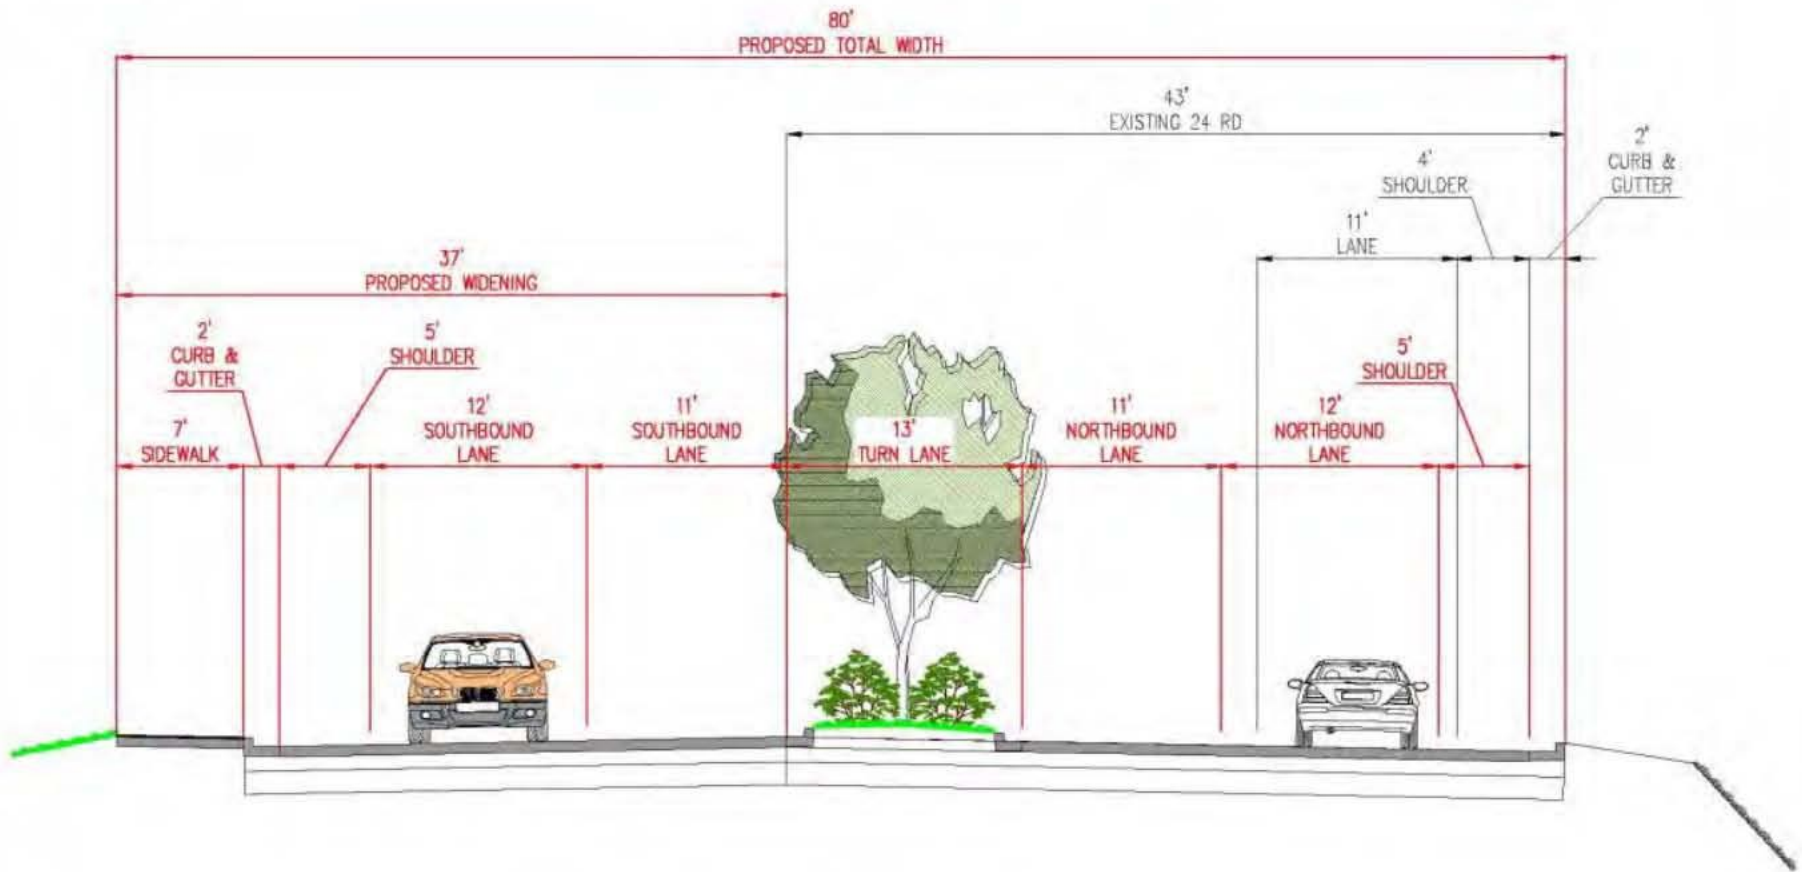 80'
PROPOSED TOTAL WIDTH
43'
EXISTING 24 RD
2'
CURB &
GUTTER
4'
SHOULDER
11'
LANE
37'
PROPOSED WIDENING
2'
CURB &
GUTTER
5'
SHOULDER
5'
SHOULDER
7'
SIDEWALK
12'
SOUTHBOUND
LANE
11'
SOUTHBOUND
LANE
13'
TURN LANE
11'
NORTHBOUND
LANE
12'
NORTHBOUND
LANE